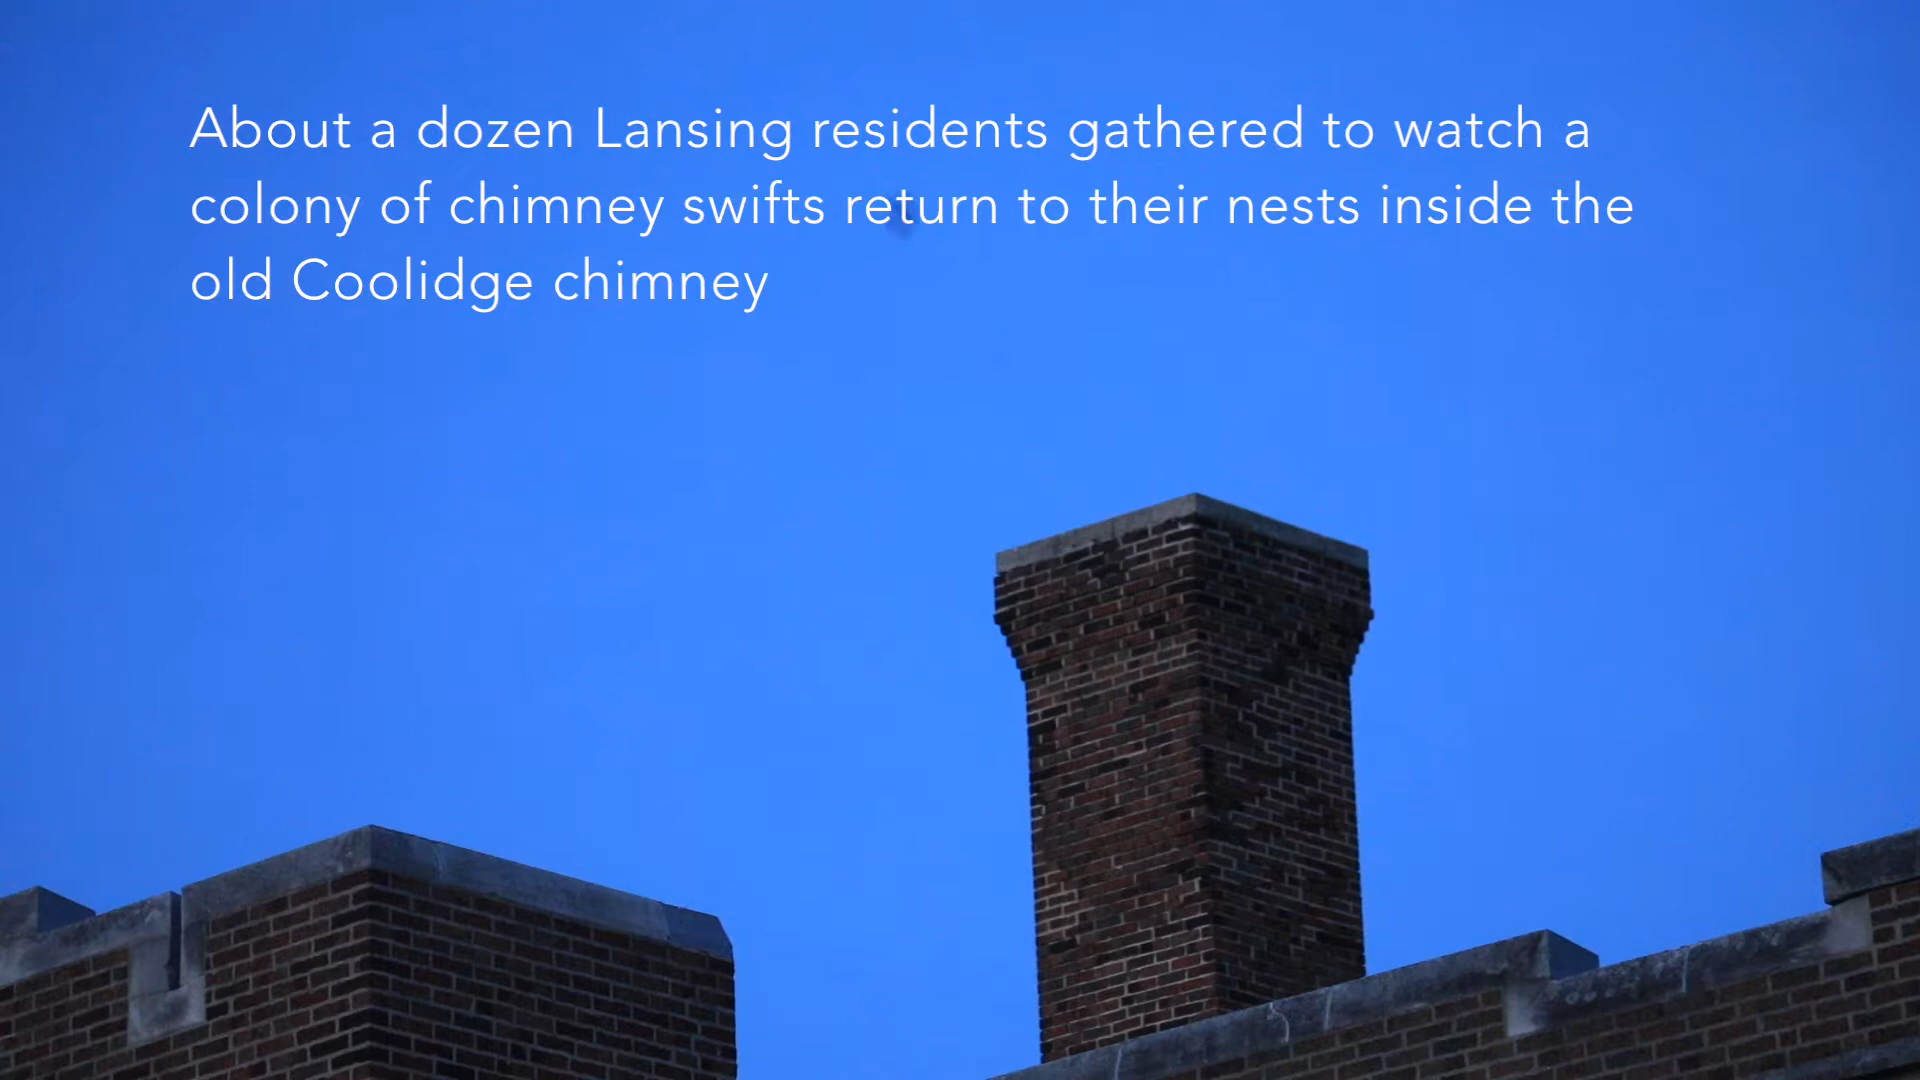 About a dozen Lansing residents gathered to watch a
colony of chimney swifts return to their nests inside the
old Coolidge chimney